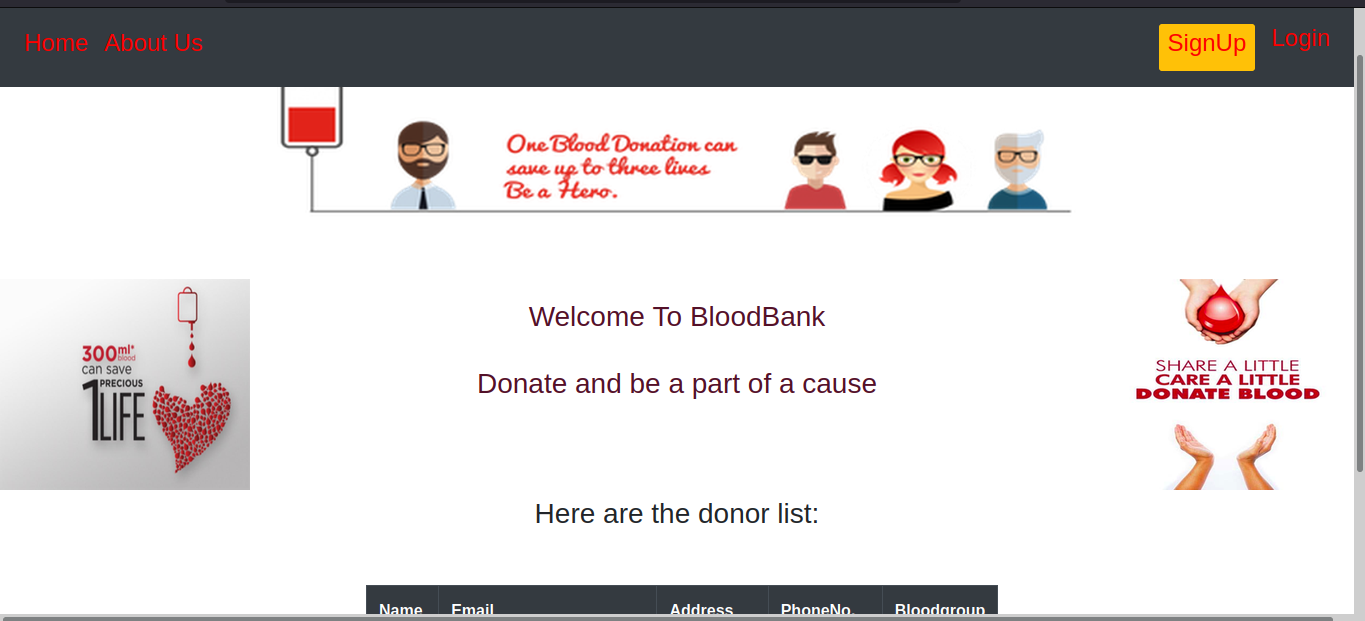 Home About Us SignUp Login
One Blood Donation can
save up to three lives
Be a Hero.
300ml*
blood
can save
1 PRECIOUS
LIFE
Welcome To BloodBank
Donate and be a part of a cause
SHARE A LITTLE
CARE A LITTLE
DONATE BLOOD
Here are the donor list:
Name Email Address PhoneNo. Bloodgroup